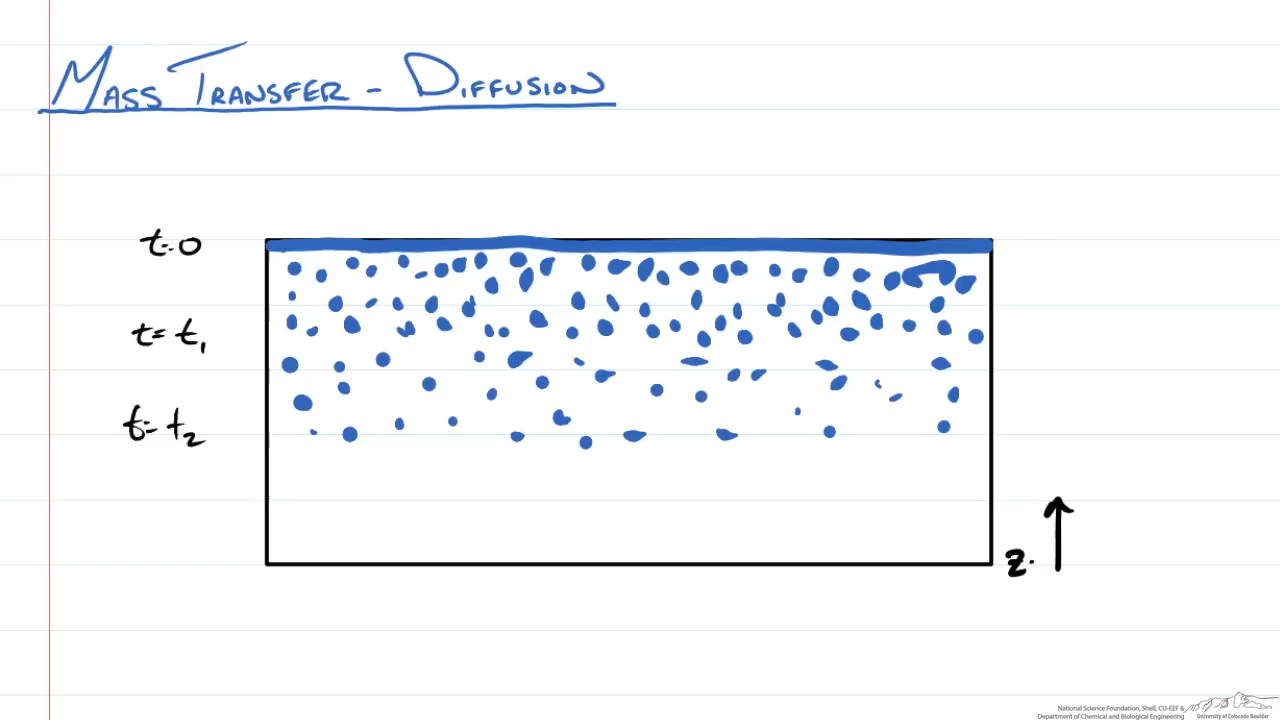 MASS TRANSFER - DIFFUSION
t=0
t=t₁
t=t₂
z
National Science Foundation, Shell, CU-EEF &
Department of Chemical and Biological Engineering
University of Colorado Boulder